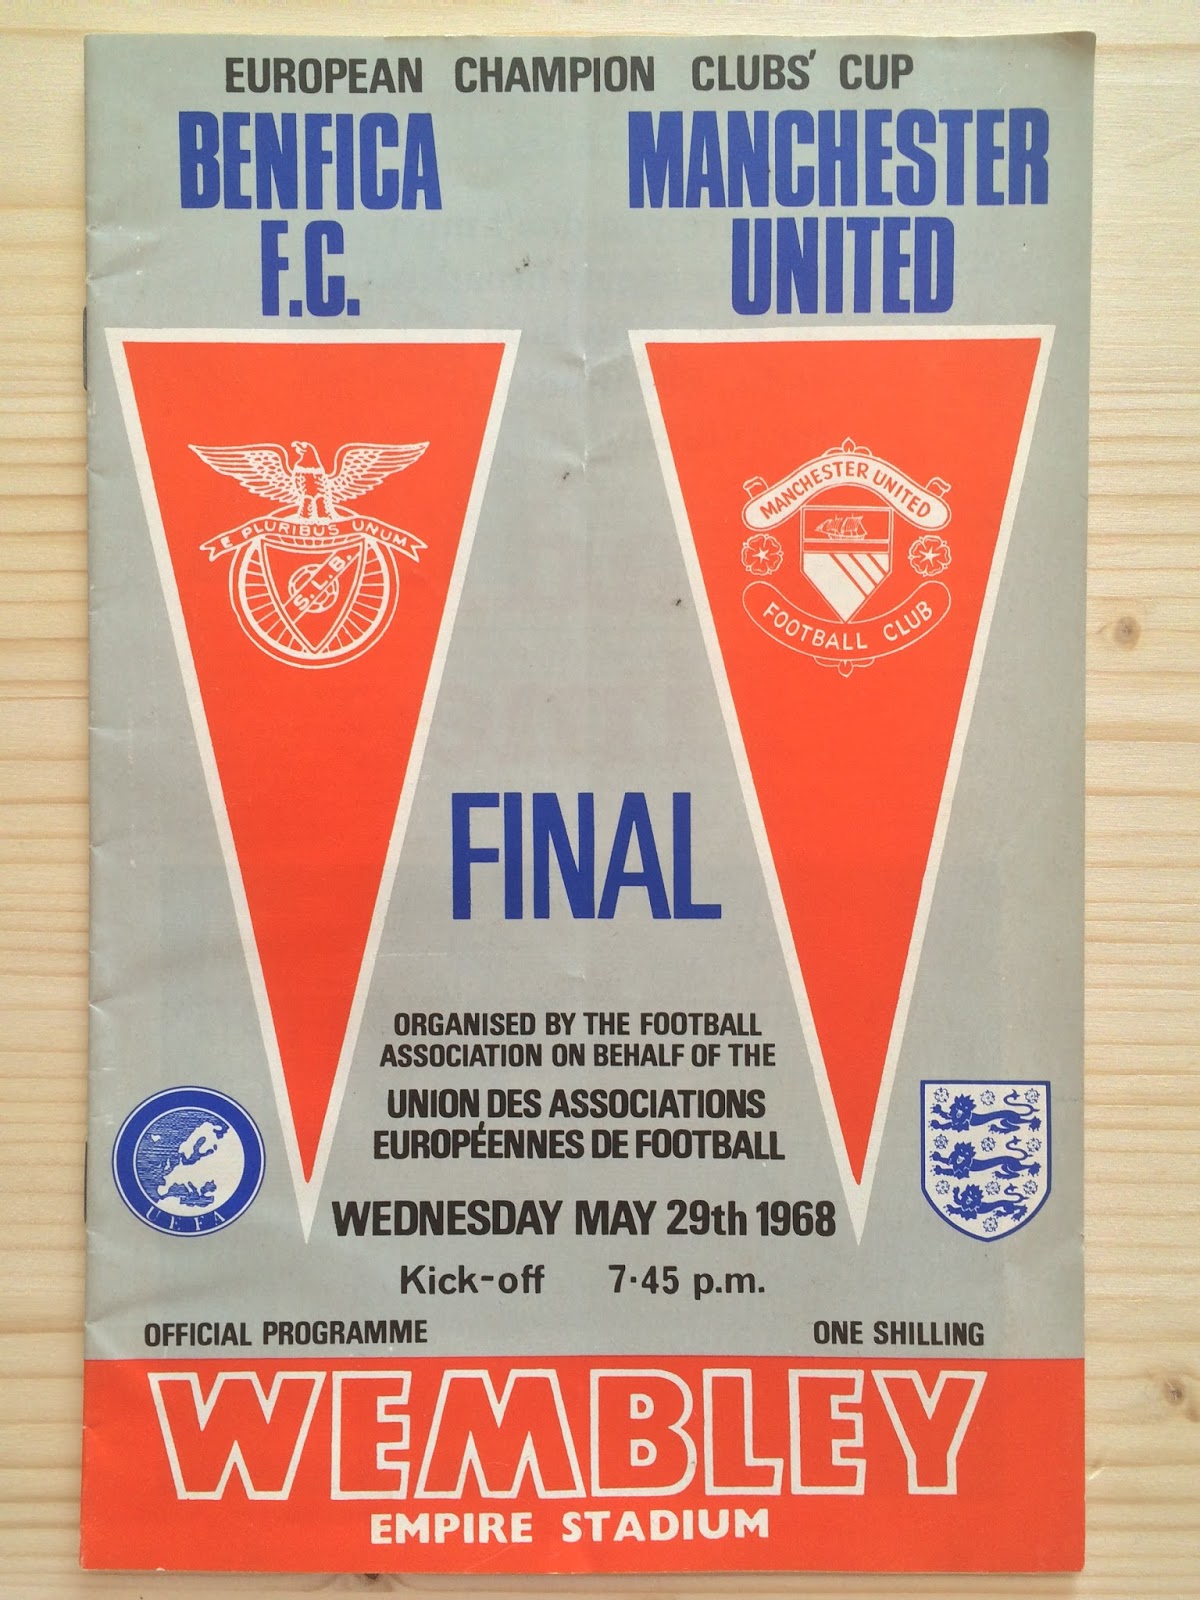 EUROPEAN CHAMPION CLUBS' CUP
BENFICA
F.C.
MANCHESTER
UNITED
E PLURIBUS UNUM
S.L.B.
MANCHESTER UNITED
FOOTBALL CLUB
FINAL
ORGANISED BY THE FOOTBALL
ASSOCIATION ON BEHALF OF THE
UNION DES ASSOCIATIONS
EUROPÉENNES DE FOOTBALL
UEFA
WEDNESDAY MAY 29th 1968
Kick-off 7·45 p.m.
OFFICIAL PROGRAMME ONE SHILLING
WEMBLEY
EMPIRE STADIUM